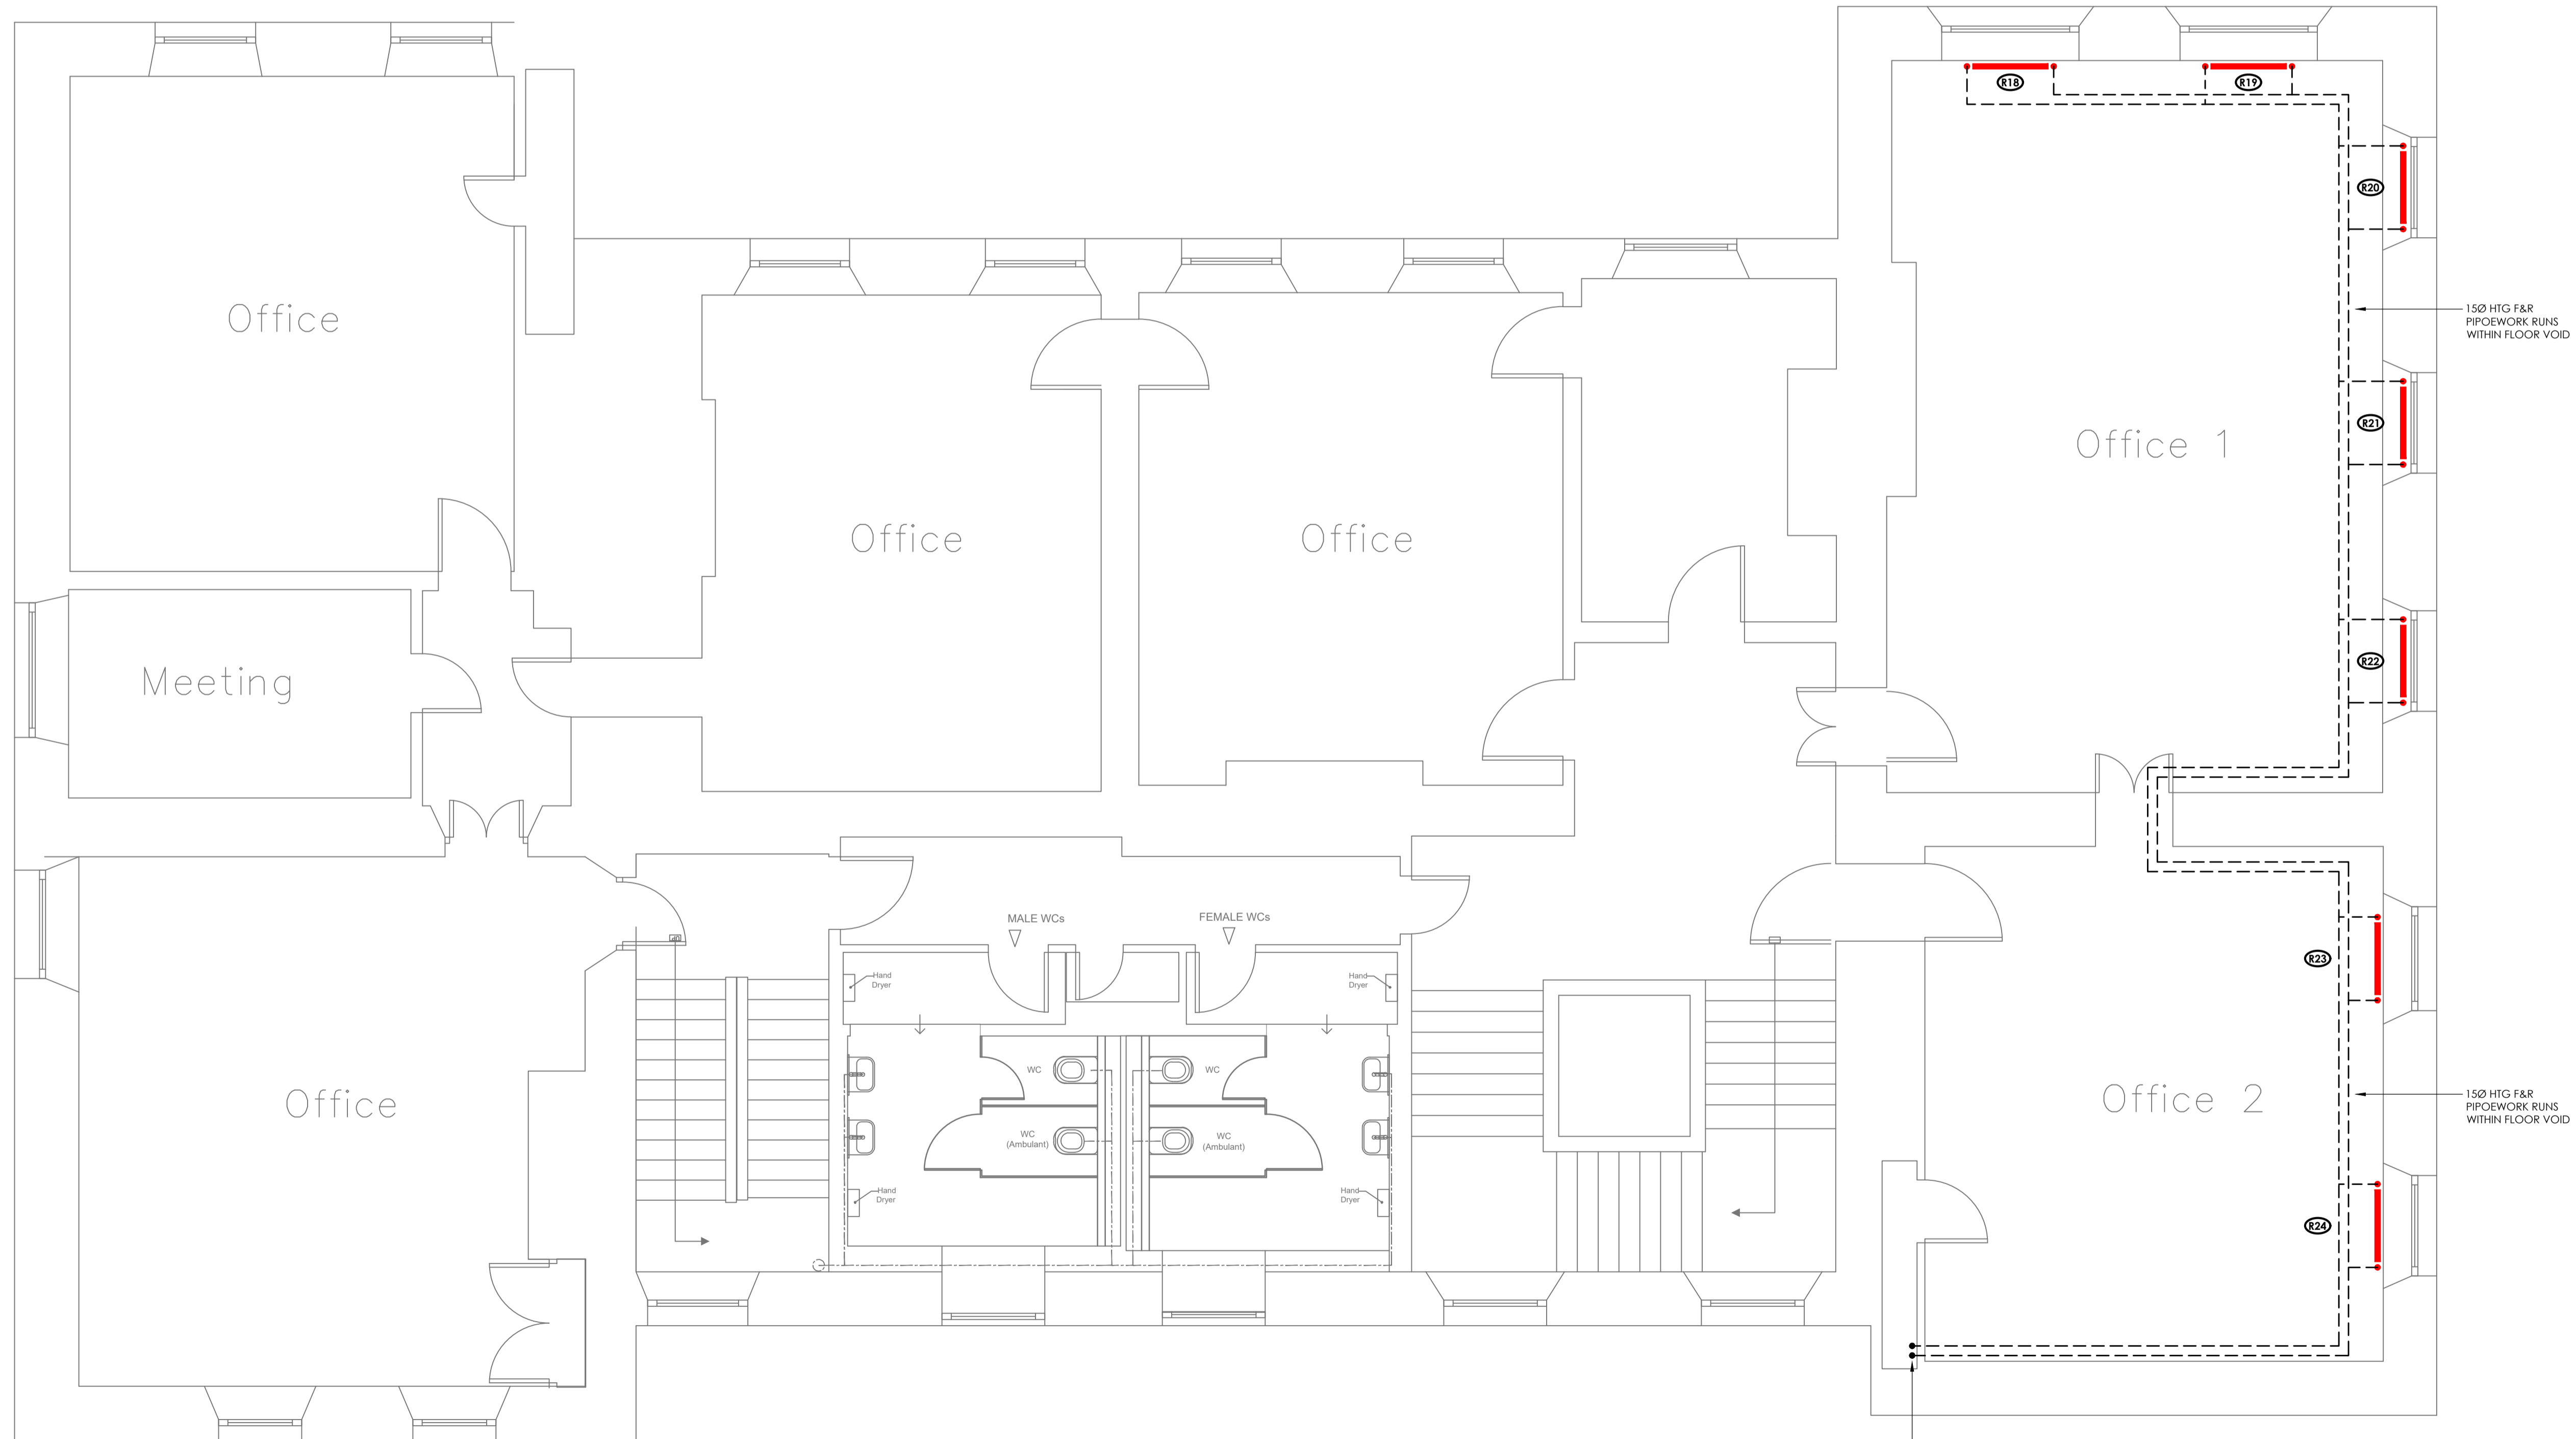 R18
R19
R20
15Ø HTG F&R
PIPOEWORK RUNS
WITHIN FLOOR VOID
Office
R21
Office 1
Office
Office
R22
Meeting
MALE WCs
FEMALE WCs
R23
Hand
Dryer
Hand
Dryer
WC
WC
15Ø HTG F&R
PIPOEWORK RUNS
WITHIN FLOOR VOID
Office
Office 2
WC
(Ambulant)
WC
(Ambulant)
Hand
Dryer
Hand
Dryer
R24